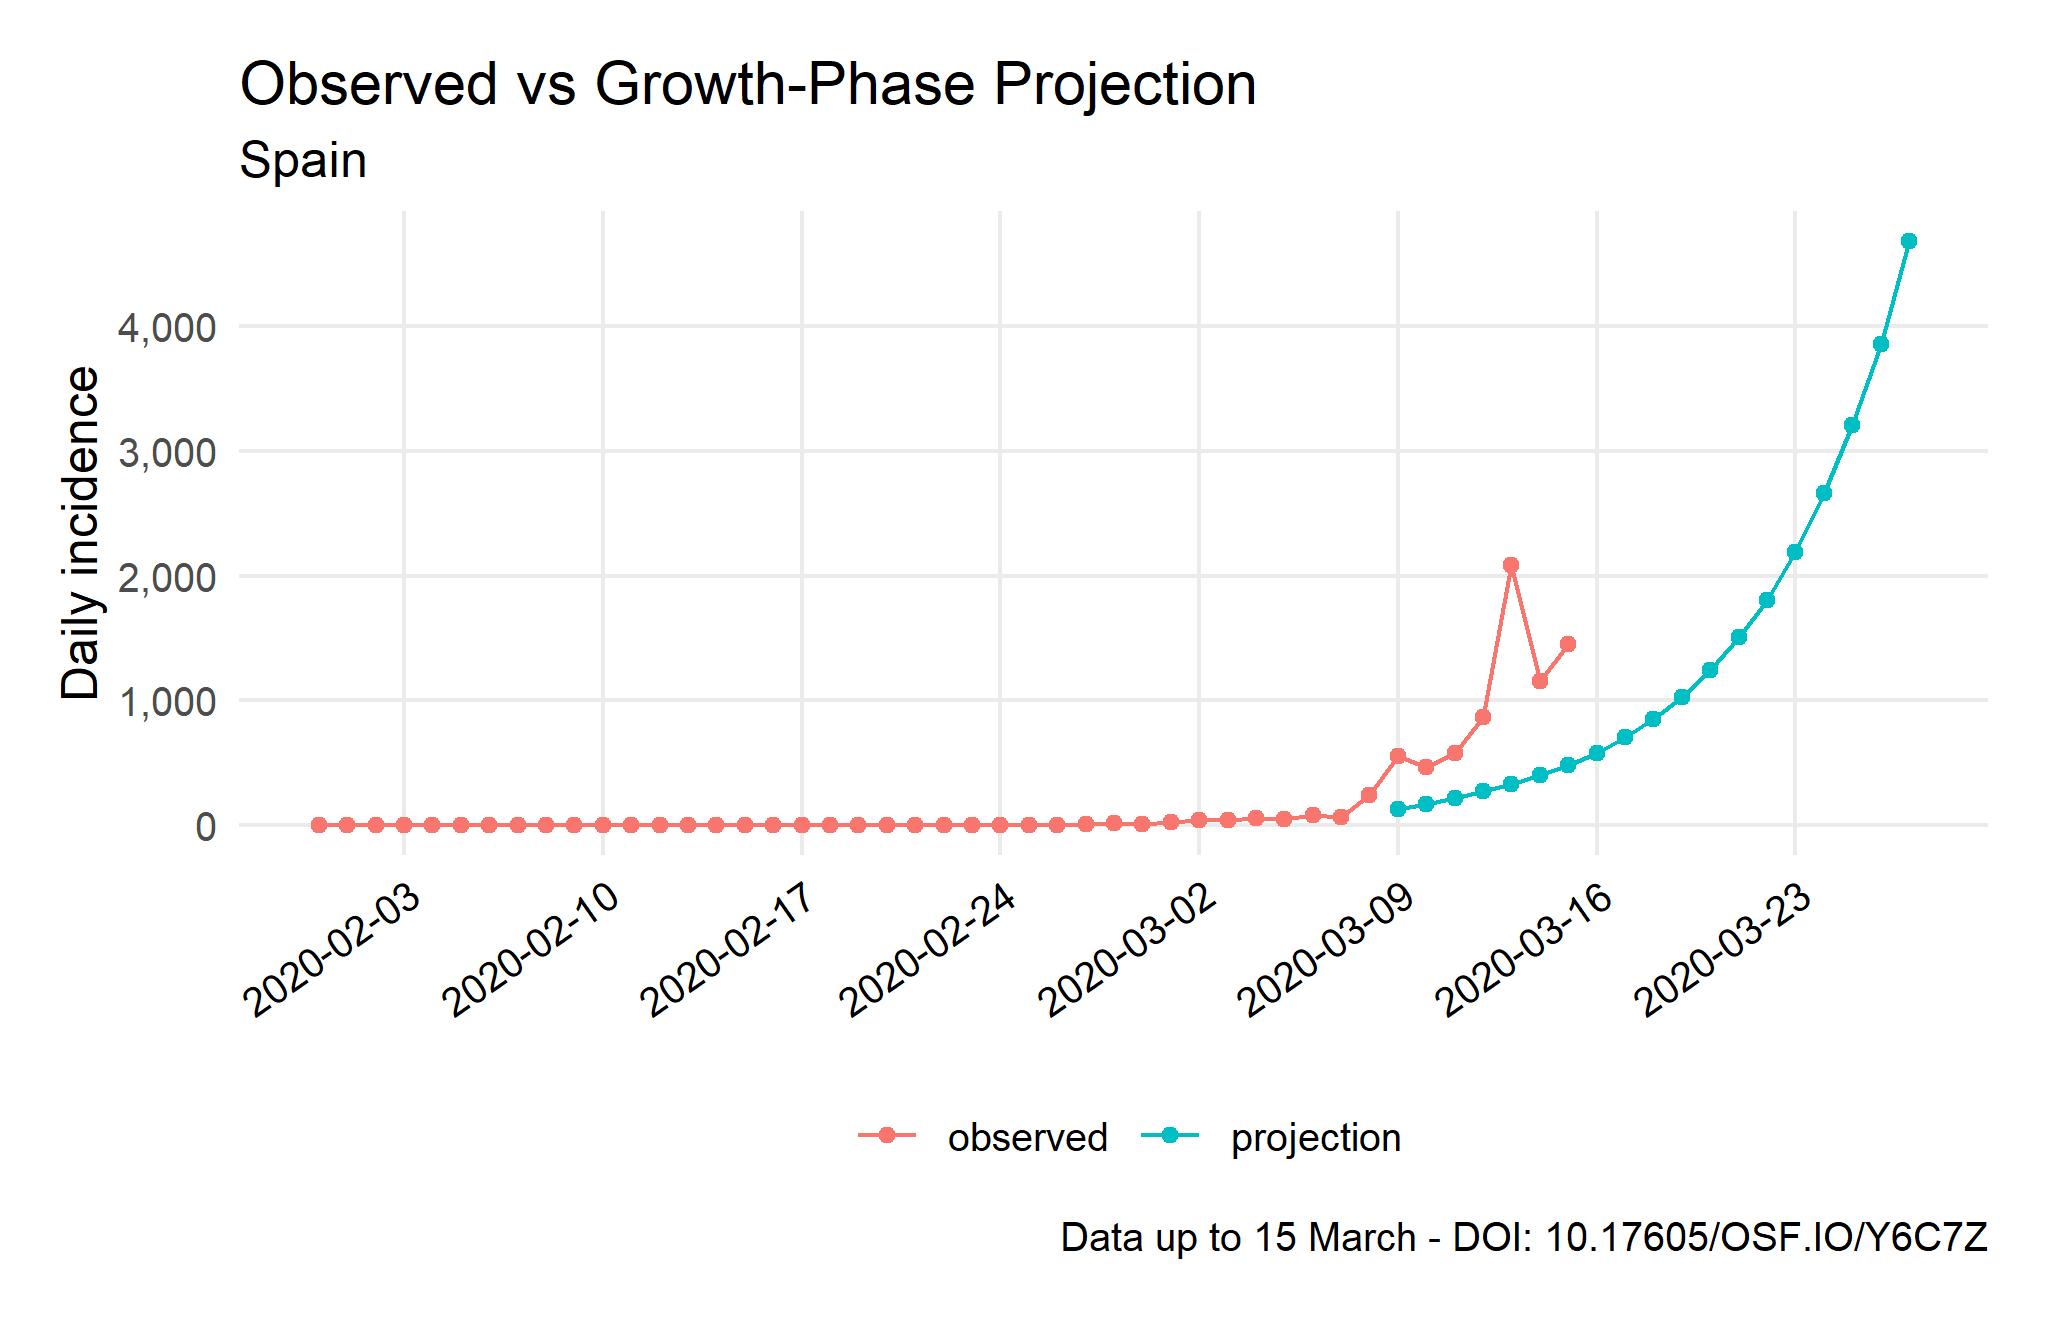 Observed vs Growth-Phase Projection
Spain
Daily incidence
4,000
3,000
2,000
1,000
0
2020-02-03
2020-02-10
2020-02-17
2020-02-24
2020-03-02
2020-03-09
2020-03-16
2020-03-23
observed
projection
Data up to 15 March - DOI: 10.17605/OSF.IO/Y6C7Z